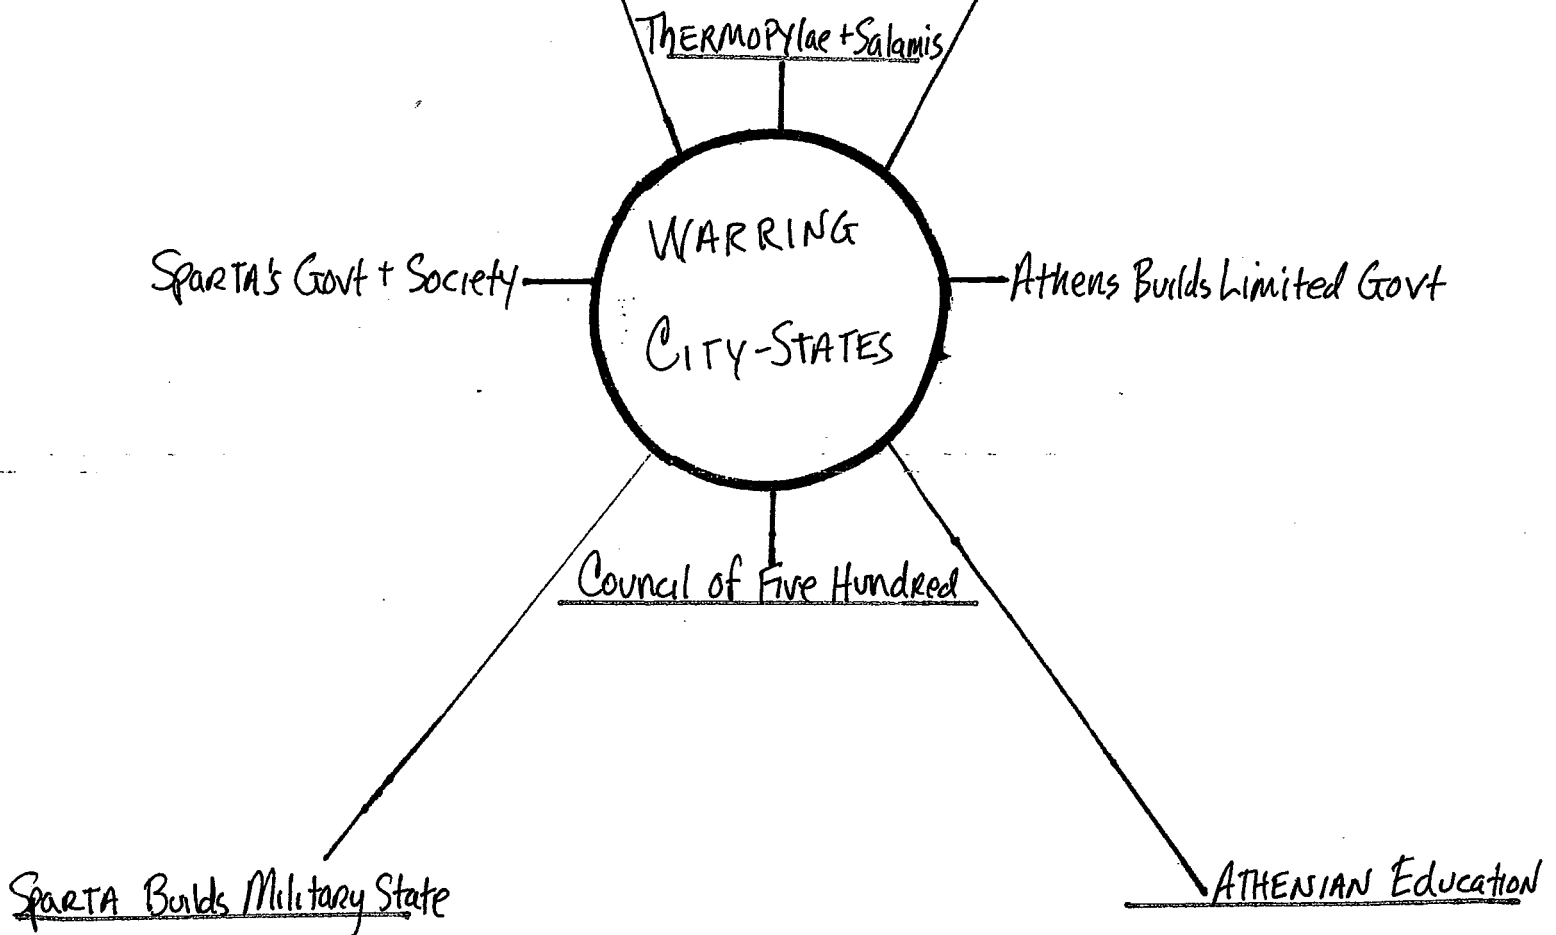 Thermopylae + Salamis
WARRING
CITY-STATES
Sparta's Govt + Society
Athens Builds Limited Govt
Council of Five Hundred
Sparta Builds Military State
Athenian Education